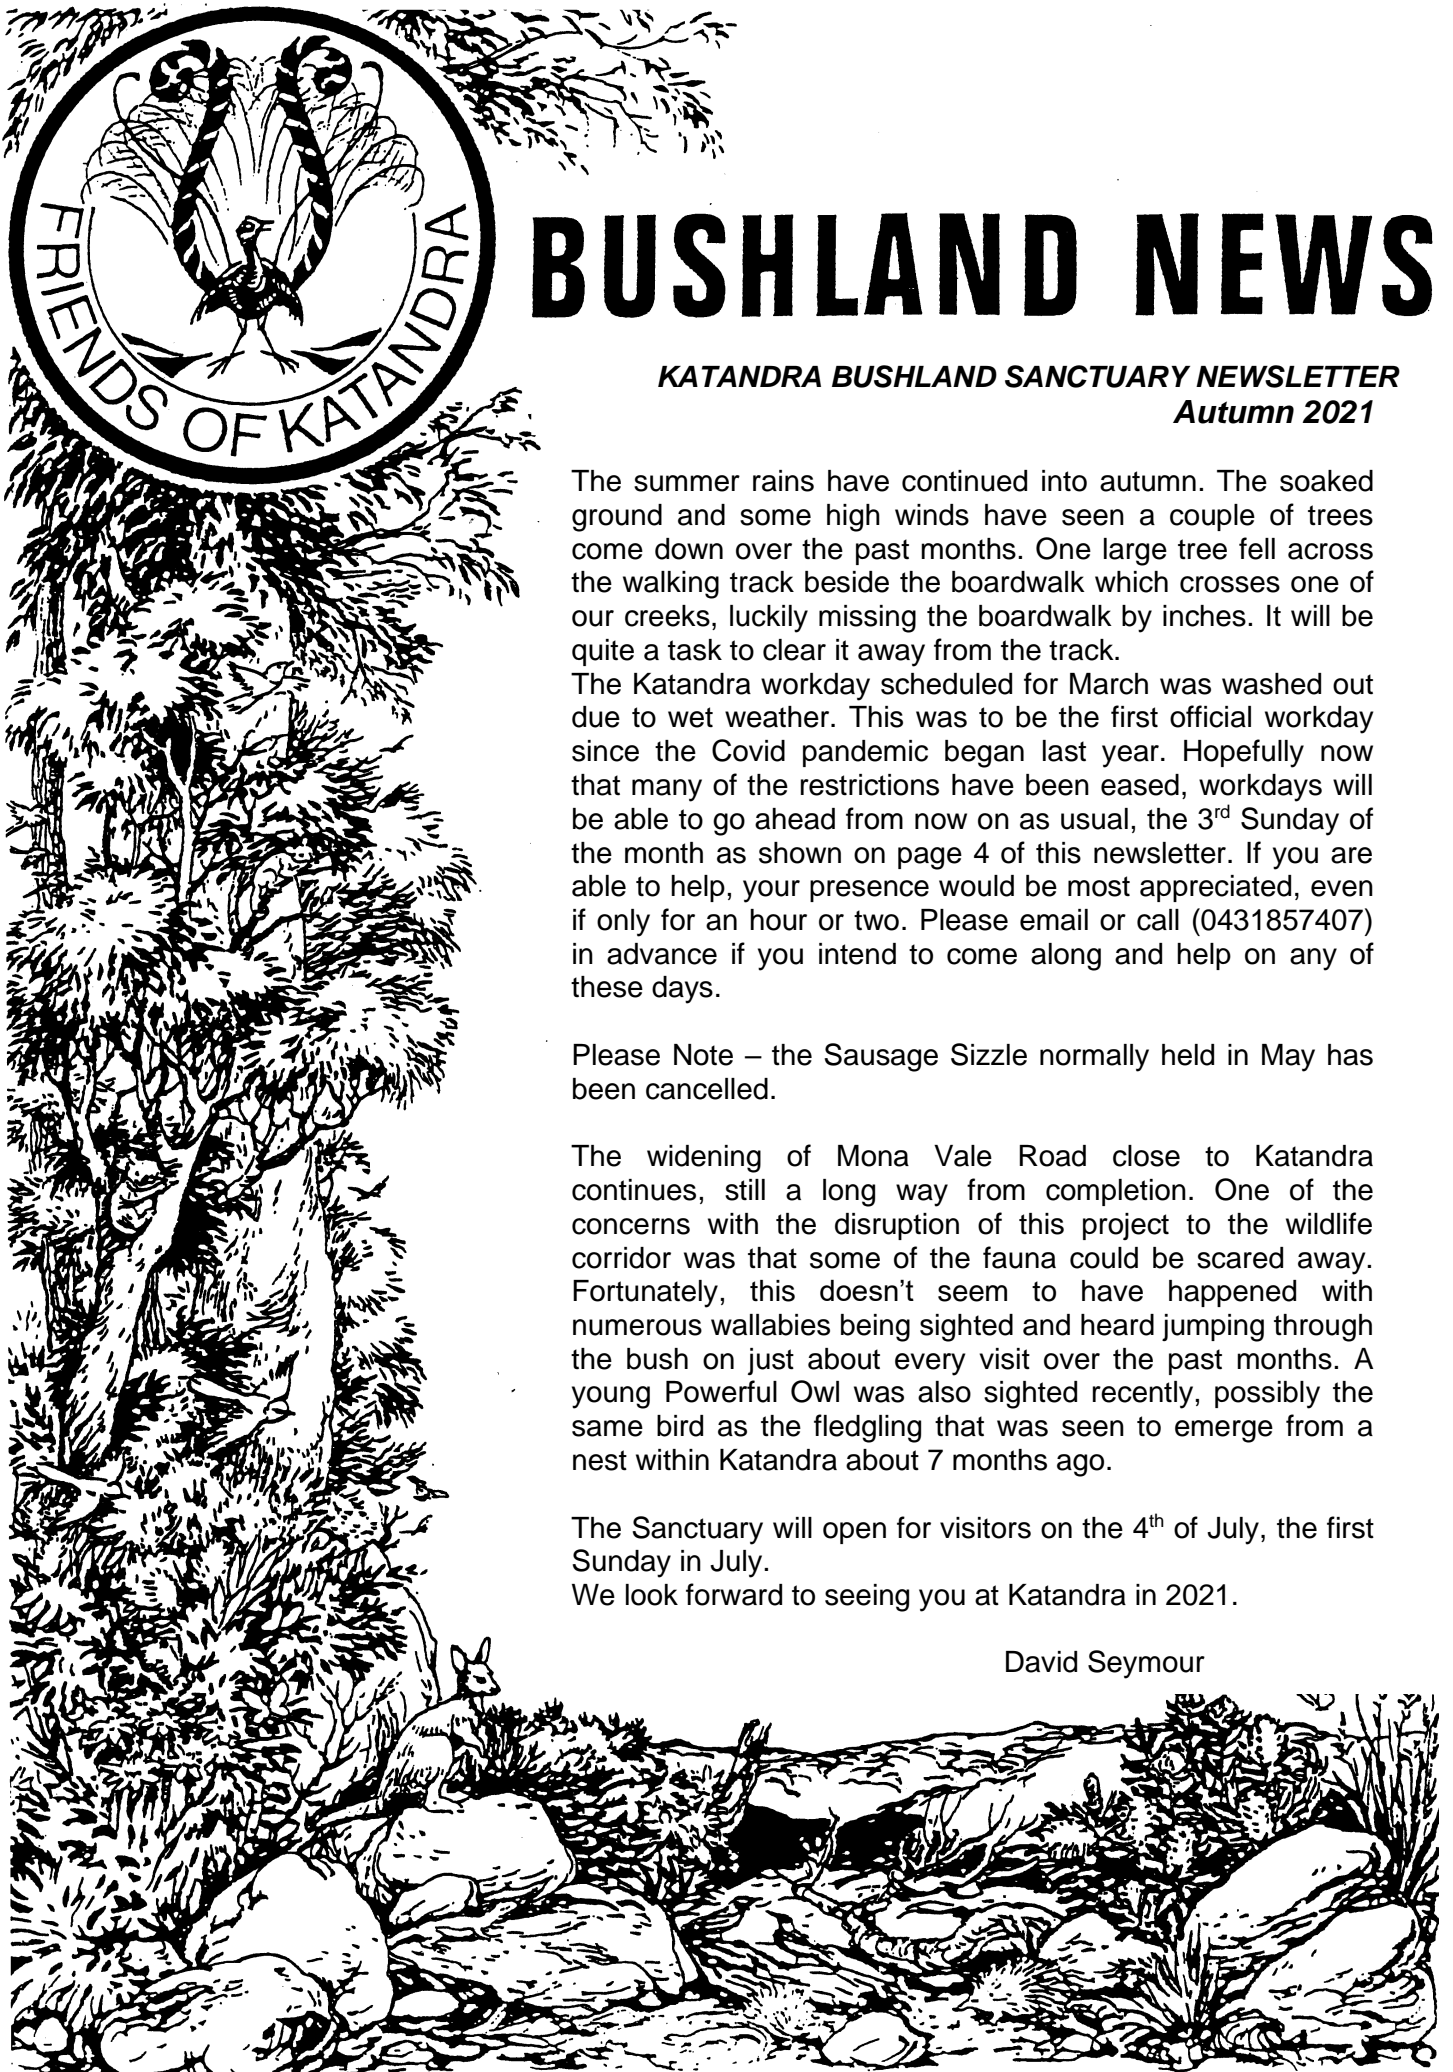 FRIENDS OF KATANDRA
BUSHLAND NEWS
KATANDRA BUSHLAND SANCTUARY NEWSLETTER
Autumn 2021
The summer rains have continued into autumn. The soaked
ground and some high winds have seen a couple of trees
come down over the past months. One large tree fell across
the walking track beside the boardwalk which crosses one of
our creeks, luckily missing the boardwalk by inches. It will be
quite a task to clear it away from the track.
The Katandra workday scheduled for March was washed out
due to wet weather. This was to be the first official workday
since the Covid pandemic began last year. Hopefully now
that many of the restrictions have been eased, workdays will
be able to go ahead from now on as usual, the 3rd Sunday of
the month as shown on page 4 of this newsletter. If you are
able to help, your presence would be most appreciated, even
if only for an hour or two. Please email or call (0431857407)
in advance if you intend to come along and help on any of
these days.
Please Note – the Sausage Sizzle normally held in May has
been cancelled.
The widening of Mona Vale Road close to Katandra
continues, still a long way from completion. One of the
concerns with the disruption of this project to the wildlife
corridor was that some of the fauna could be scared away.
Fortunately, this doesn’t seem to have happened with
numerous wallabies being sighted and heard jumping through
the bush on just about every visit over the past months. A
young Powerful Owl was also sighted recently, possibly the
same bird as the fledgling that was seen to emerge from a
nest within Katandra about 7 months ago.
The Sanctuary will open for visitors on the 4th of July, the first
Sunday in July.
We look forward to seeing you at Katandra in 2021.
David Seymour